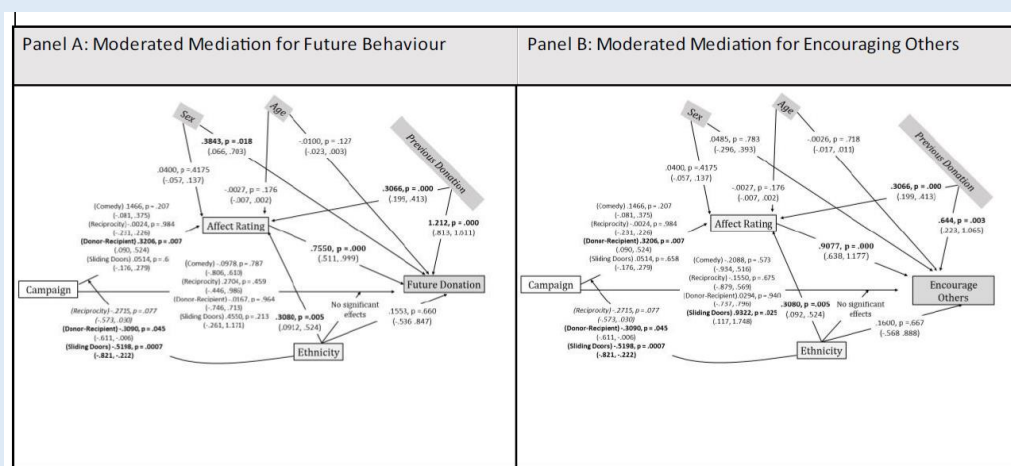 Panel A: Moderated Mediation for Future Behaviour
Sex
Age
Previous Donation
.3843, p = .018
(.066, .703)
-.0100, p = .127
(-.023, .003)
.0400, p =.4175
(-.057, .137)
-.0027, p = .176
(-.007, .002)
.3066, p = .000
(.199, .413)
1.212, p = .000
(.813, 1.611)
(Comedy) .1466, p = .207
(-.081, .375)
(Reciprocity) -.0024, p = .984
(-.231, .226)
(Donor-Recipient) .3206, p = .007
(.090, .524)
(Sliding Doors) .0514, p = .6
(-.176, .279)
Affect Rating
.7550, p = .000
(.511, .999)
(Comedy) -.0978, p = .787
(-.806, .610)
(Reciprocity) .2704, p = .459
(-.446, .986)
(Donor-Recipient) -.0167, p = .964
(-.746, .713)
(Sliding Doors) .4550, p = .213
(-.261, 1.171)
Campaign
Future Donation
(Reciprocity) -.2715, p =.077
(-.573, .030)
(Donor-Recipient) -.3090, p = .045
(-.611, -.006)
(Sliding Doors) -.5198, p = .0007
(-.821, -.212)
.3080, p =.005
(.0912, .524)
No significant
effects
.1553, p = .660
(-.536 .847)
Ethnicity
Panel B: Moderated Mediation for Encouraging Others
Sex
Age
Previous Donation
.0485, p = .783
(-.296, .393)
-.0026, p = .718
(-.017, .011)
.0400, p =.4175
(-.057, .137)
-.0027, p = .176
(-.007, .002)
.3066, p = .000
(.199, .413)
.644, p = .003
(.223, 1.065)
(Comedy) .1466, p = .207
(-.081, .375)
(Reciprocity) -.0024, p = .984
(-.231, .226)
(Donor-Recipient) .3206, p = .007
(.090, .524)
(Sliding Doors) .0514, p = .658
(-.176, .279)
Affect Rating
.9077, p = .000
(.638, 1.177)
(Comedy) -.2088, p = .573
(-.934, .516)
(Reciprocity) -.1550, p = .675
(-.879, .569)
(Donor-Recipient) .0294, p = .940
(-.737, .796)
(Sliding Doors) .9322, p = .025
(.117, 1.748)
Campaign
Encourage
Others
(Reciprocity) -.2715, p =.077
(-.573, .030)
(Donor-Recipient) -.3090, p = .045
(-.611, -.006)
(Sliding Doors) -.5198, p = .0007
(-.821, -.222)
.3080, p =.005
(.092, .524)
No significant
effects
.1600, p = .667
(-.568 .888)
Ethnicity